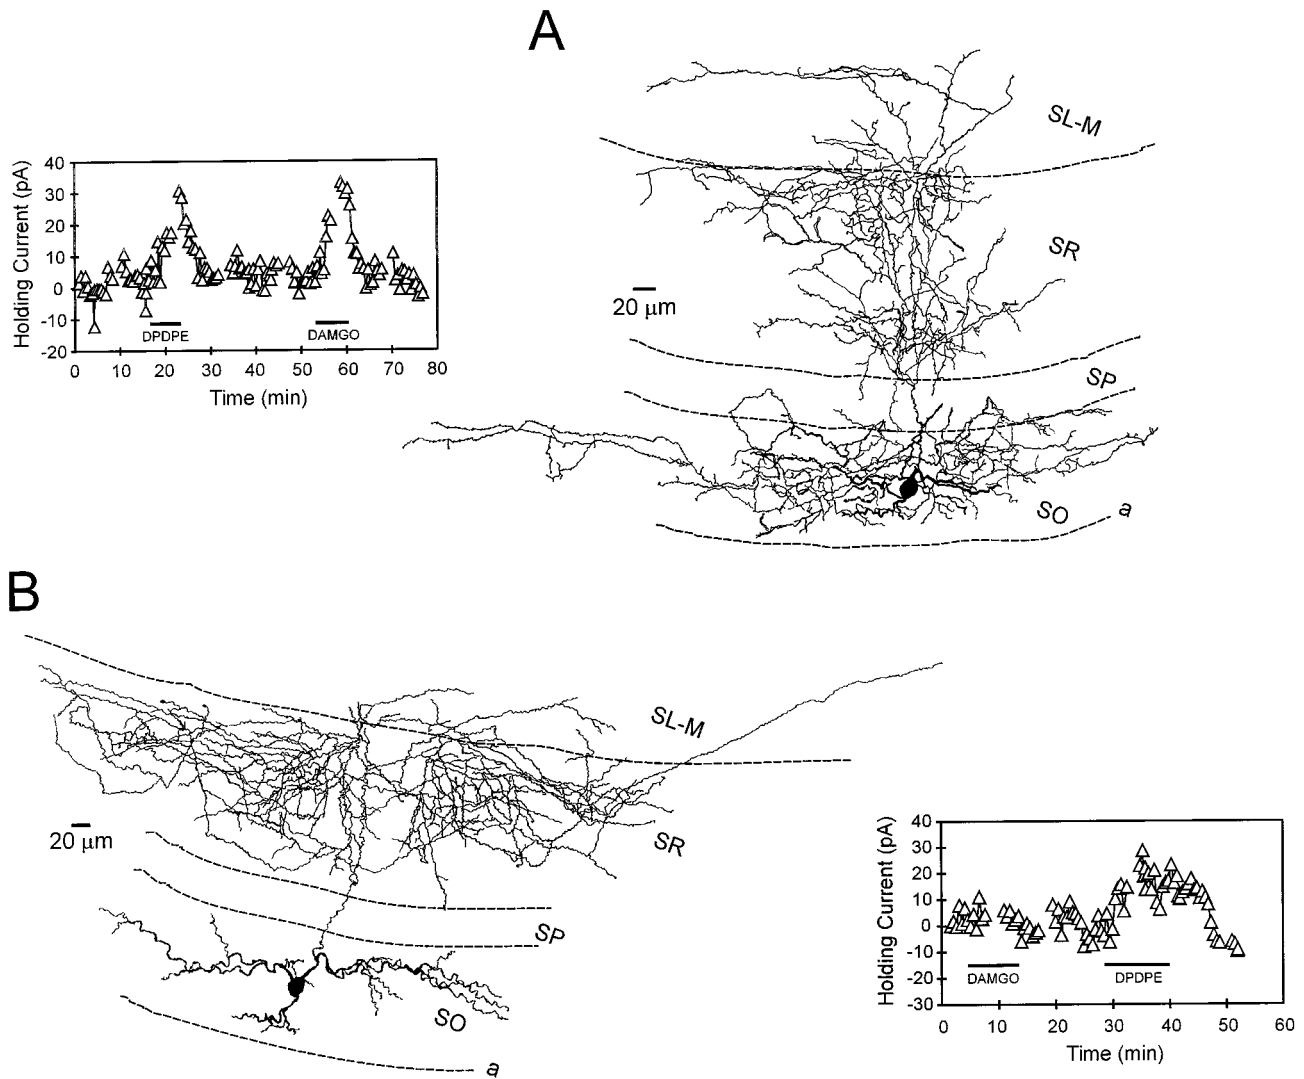 A
SL-M
SR
20 μm
SP
SO
a
Holding Current (pA)
40
30
20
10
0
-10
-20
DPDPE
DAMGO
0 10 20 30 40 50 60 70 80
Time (min)
B
SL-M
20 μm
SR
SP
SO
a
Holding Current (pA)
40
30
20
10
0
-10
-20
-30
DAMGO
DPDPE
0 10 20 30 40 50 60
Time (min)